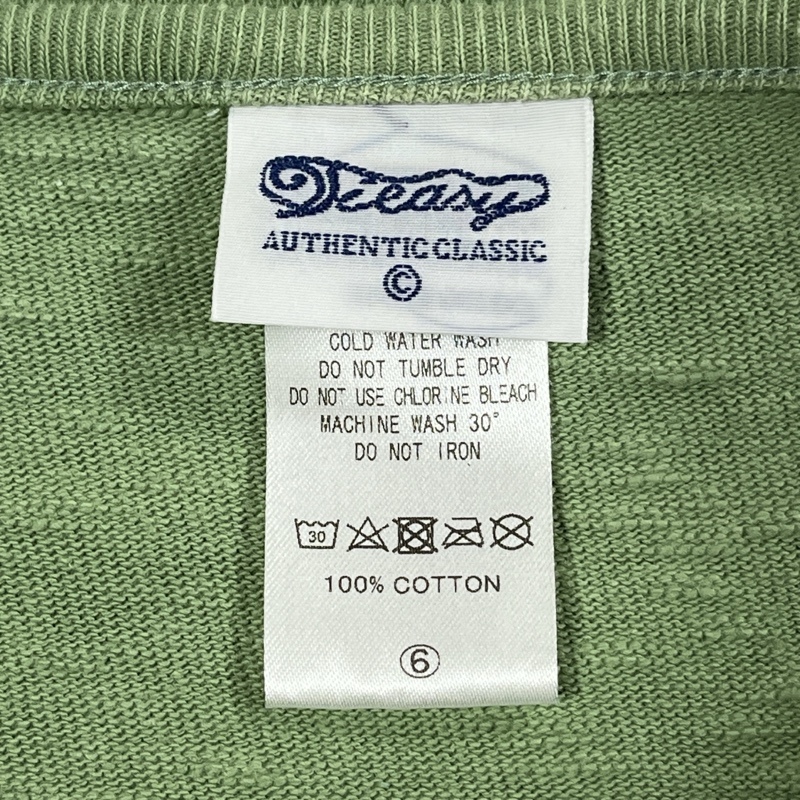 Dieasy
AUTHENTIC CLASSIC
©
COLD WATER WASH
DO NOT TUMBLE DRY
DO NOT USE CHLORINE BLEACH
MACHINE WASH 30°
DO NOT IRON
30
100% COTTON
6